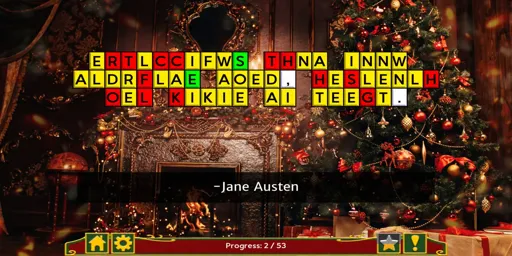 ERTLCCIFWS THNA INNW
ALDRFLAE AOED, HESLENLH
OEL KIKIE AI TEEGT.
–Jane Austen
Progress: 2 / 53